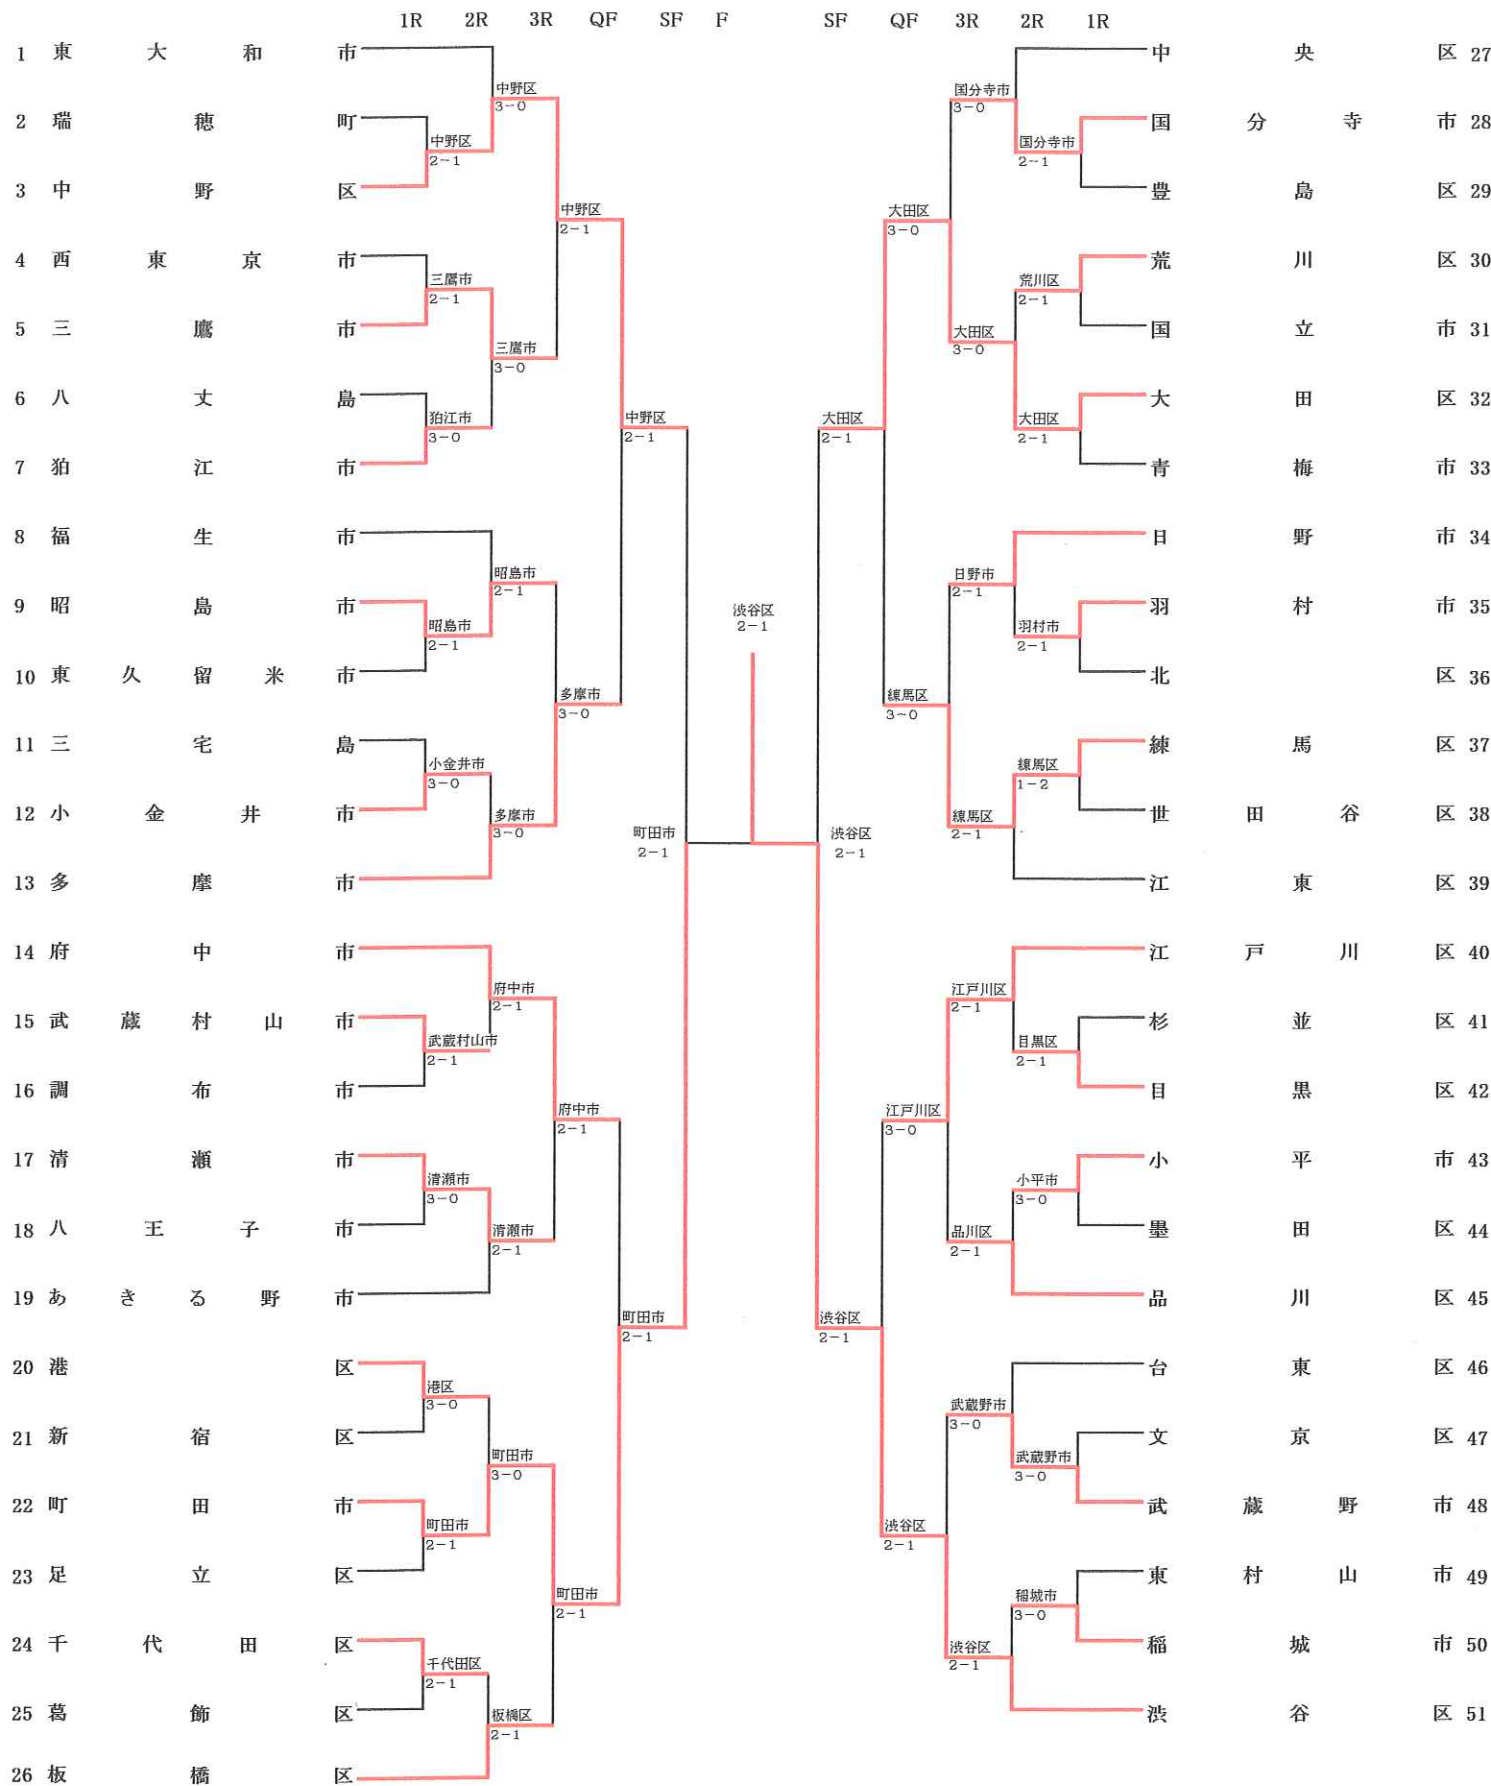 1R 2R 3R QF SF F SF QF 3R 2R 1R
1 東大和市
中央区 27
中野区
3-0
国分寺市
3-0
2 瑞穂町
国分寺市 28
中野区
2-1
国分寺市
2-1
3 中野区
豊島区 29
中野区
2-1
大田区
3-0
4 西東京市
荒川区 30
三鷹市
2-1
荒川区
2-1
5 三鷹市
国立市 31
三鷹市
3-0
大田区
3-0
6 八丈島
大田区 32
狛江市
3-0
中野区
2-1
大田区
2-1
大田区
2-1
7 狛江市
青梅市 33
8 福生市
日野市 34
昭島市
2-1
日野市
2-1
9 昭島市
羽村市 35
昭島市
2-1
渋谷区
2-1
羽村市
2-1
10 東久留米市
北区 36
多摩市
3-0
練馬区
3-0
11 三宅島
練馬区 37
小金井市
3-0
練馬区
1-2
12 小金井市
世田谷区 38
多摩市
3-0
町田市
2-1
渋谷区
2-1
練馬区
2-1
13 多摩市
江東区 39
14 府中市
江戸川区 40
府中市
2-1
江戸川区
2-1
15 武蔵村山市
杉並区 41
武蔵村山市
2-1
目黒区
2-1
16 調布市
目黒区 42
府中市
2-1
江戸川区
3-0
17 清瀬市
小平市 43
清瀬市
3-0
小平市
3-0
18 八王子市
墨田区 44
清瀬市
2-1
品川区
2-1
19 あきる野市
品川区 45
町田市
2-1
渋谷区
2-1
20 港区
台東区 46
港区
3-0
武蔵野市
3-0
21 新宿区
文京区 47
町田市
3-0
武蔵野市
3-0
22 町田市
武蔵野市 48
町田市
2-1
渋谷区
2-1
23 足立区
東村山市 49
町田市
2-1
稲城市
3-0
24 千代田区
稲城市 50
千代田区
2-1
渋谷区
2-1
25 葛飾区
渋谷区 51
板橋区
2-1
26 板橋区